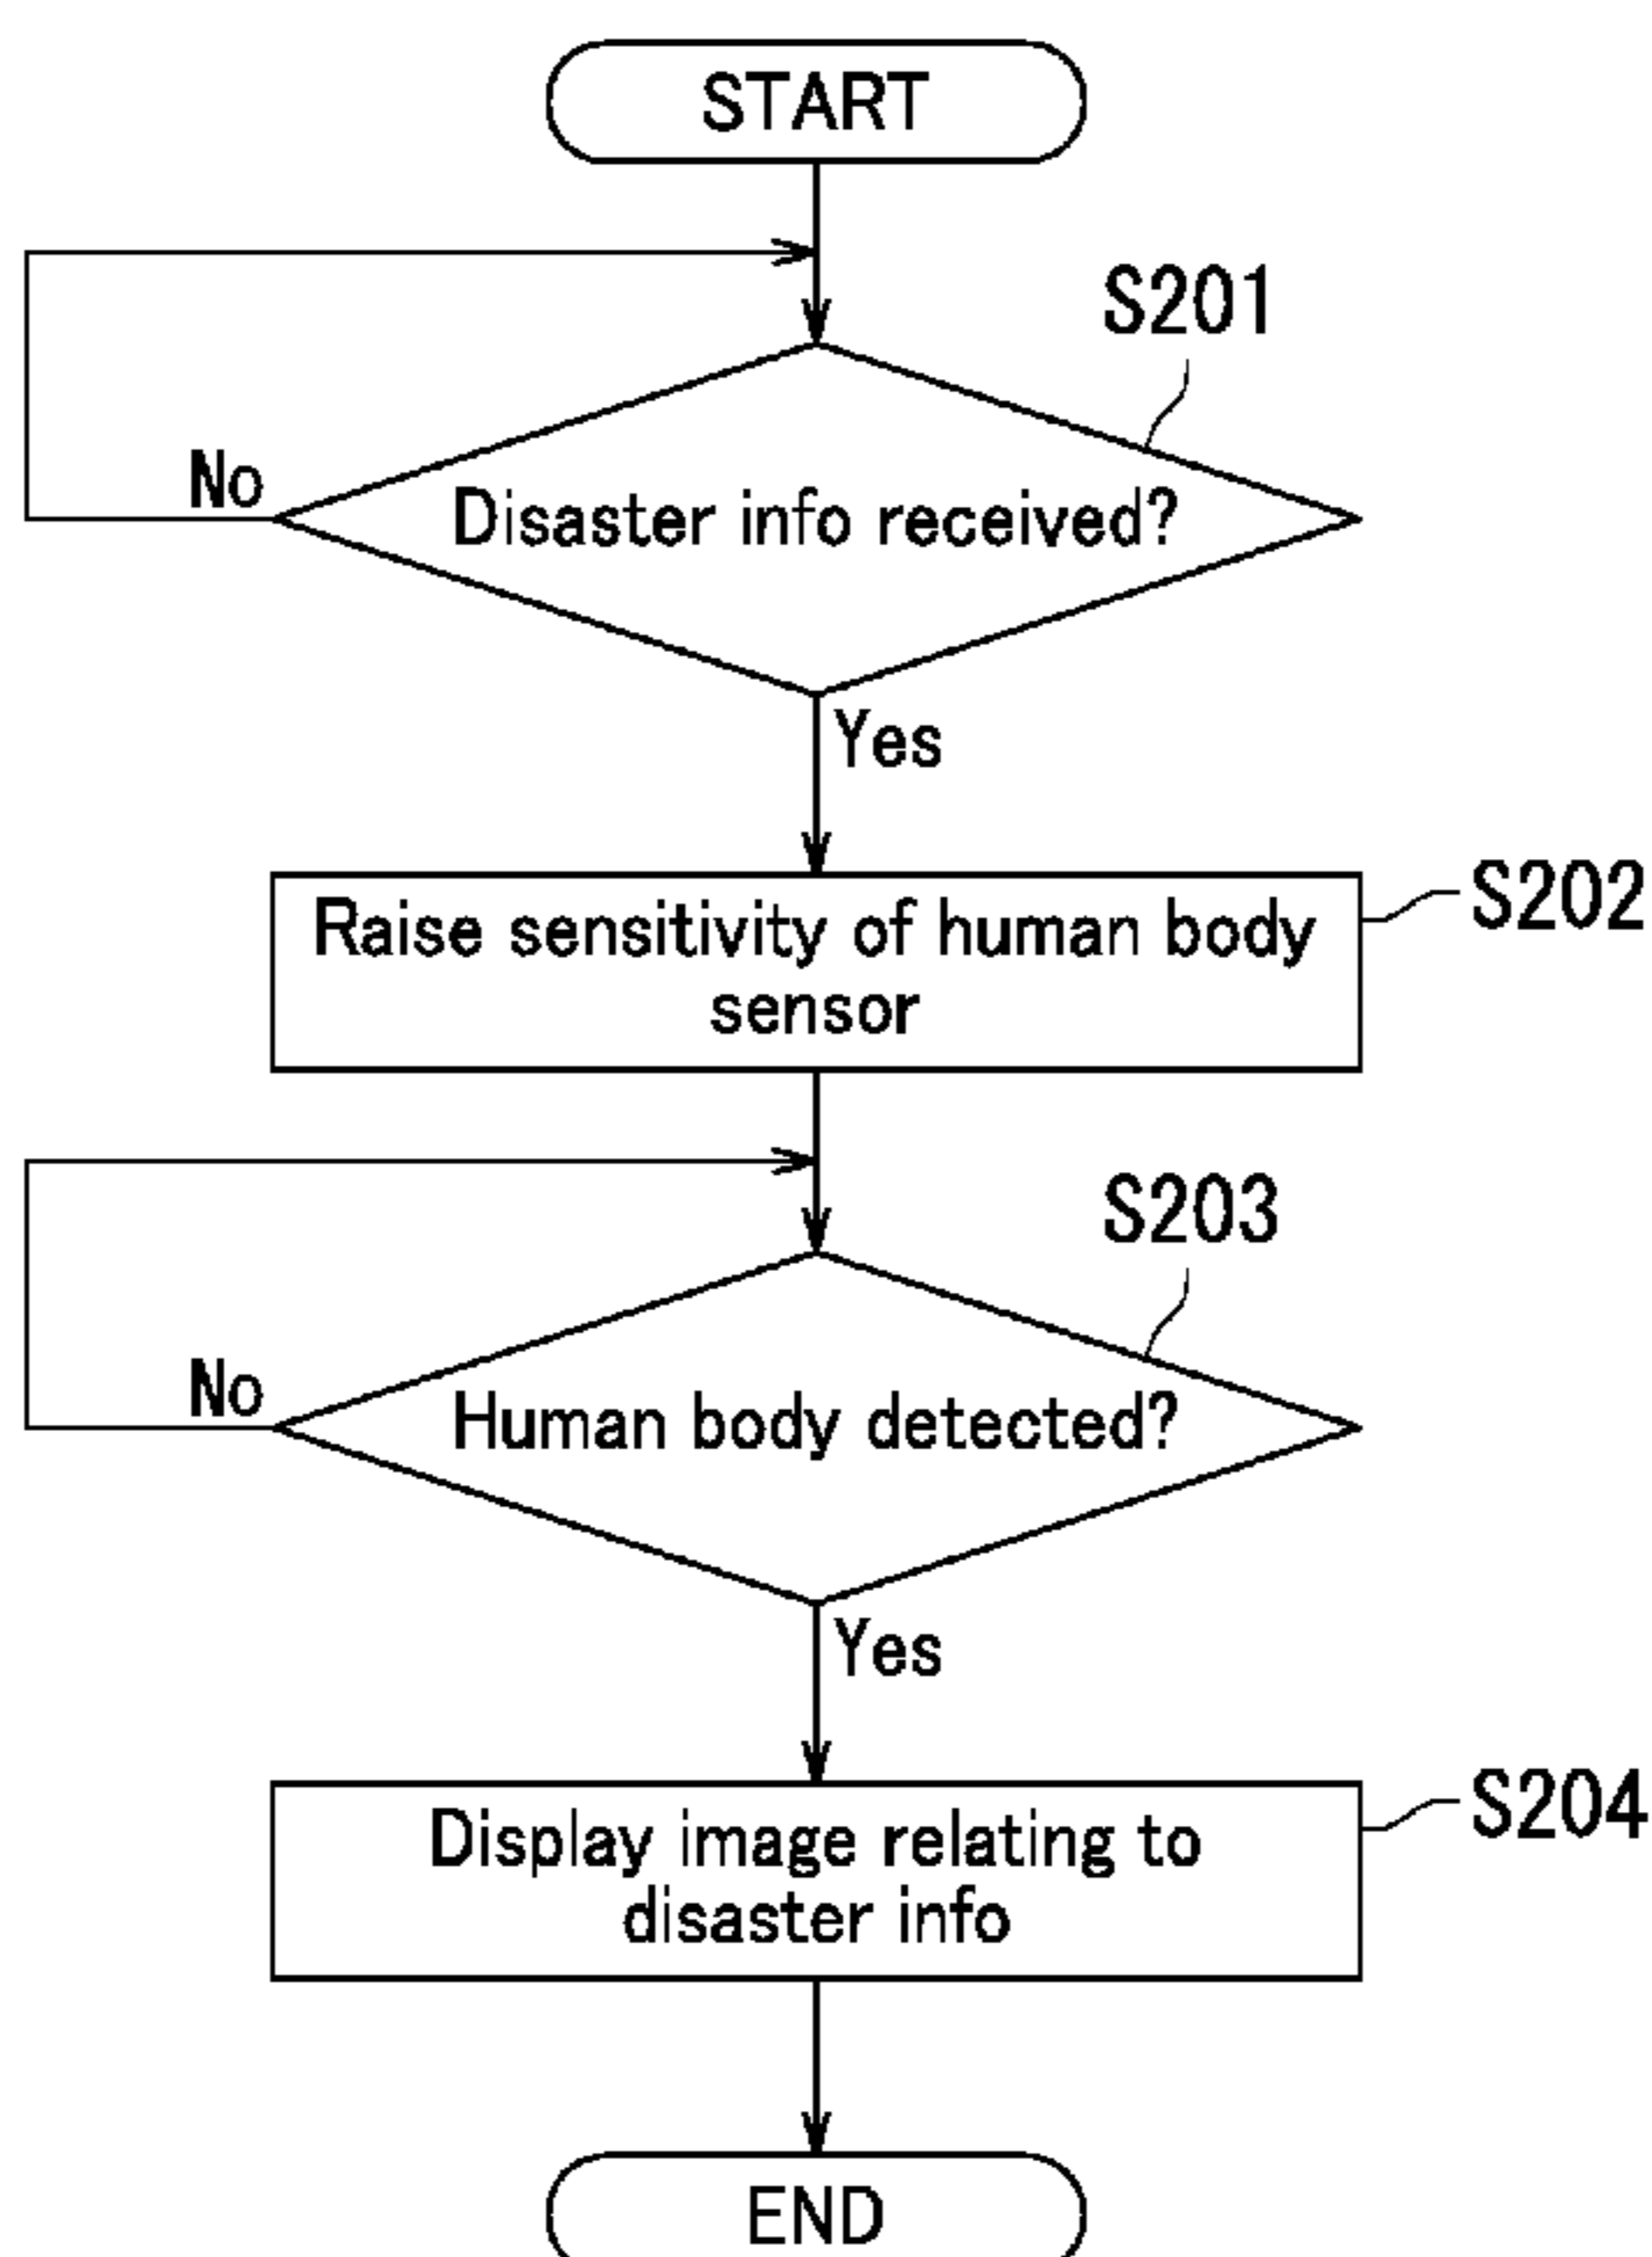 START
S201
No
Disaster info received?
Yes
S202
Raise sensitivity of human body
sensor
S203
No
Human body detected?
Yes
S204
Display image relating to
disaster info
END